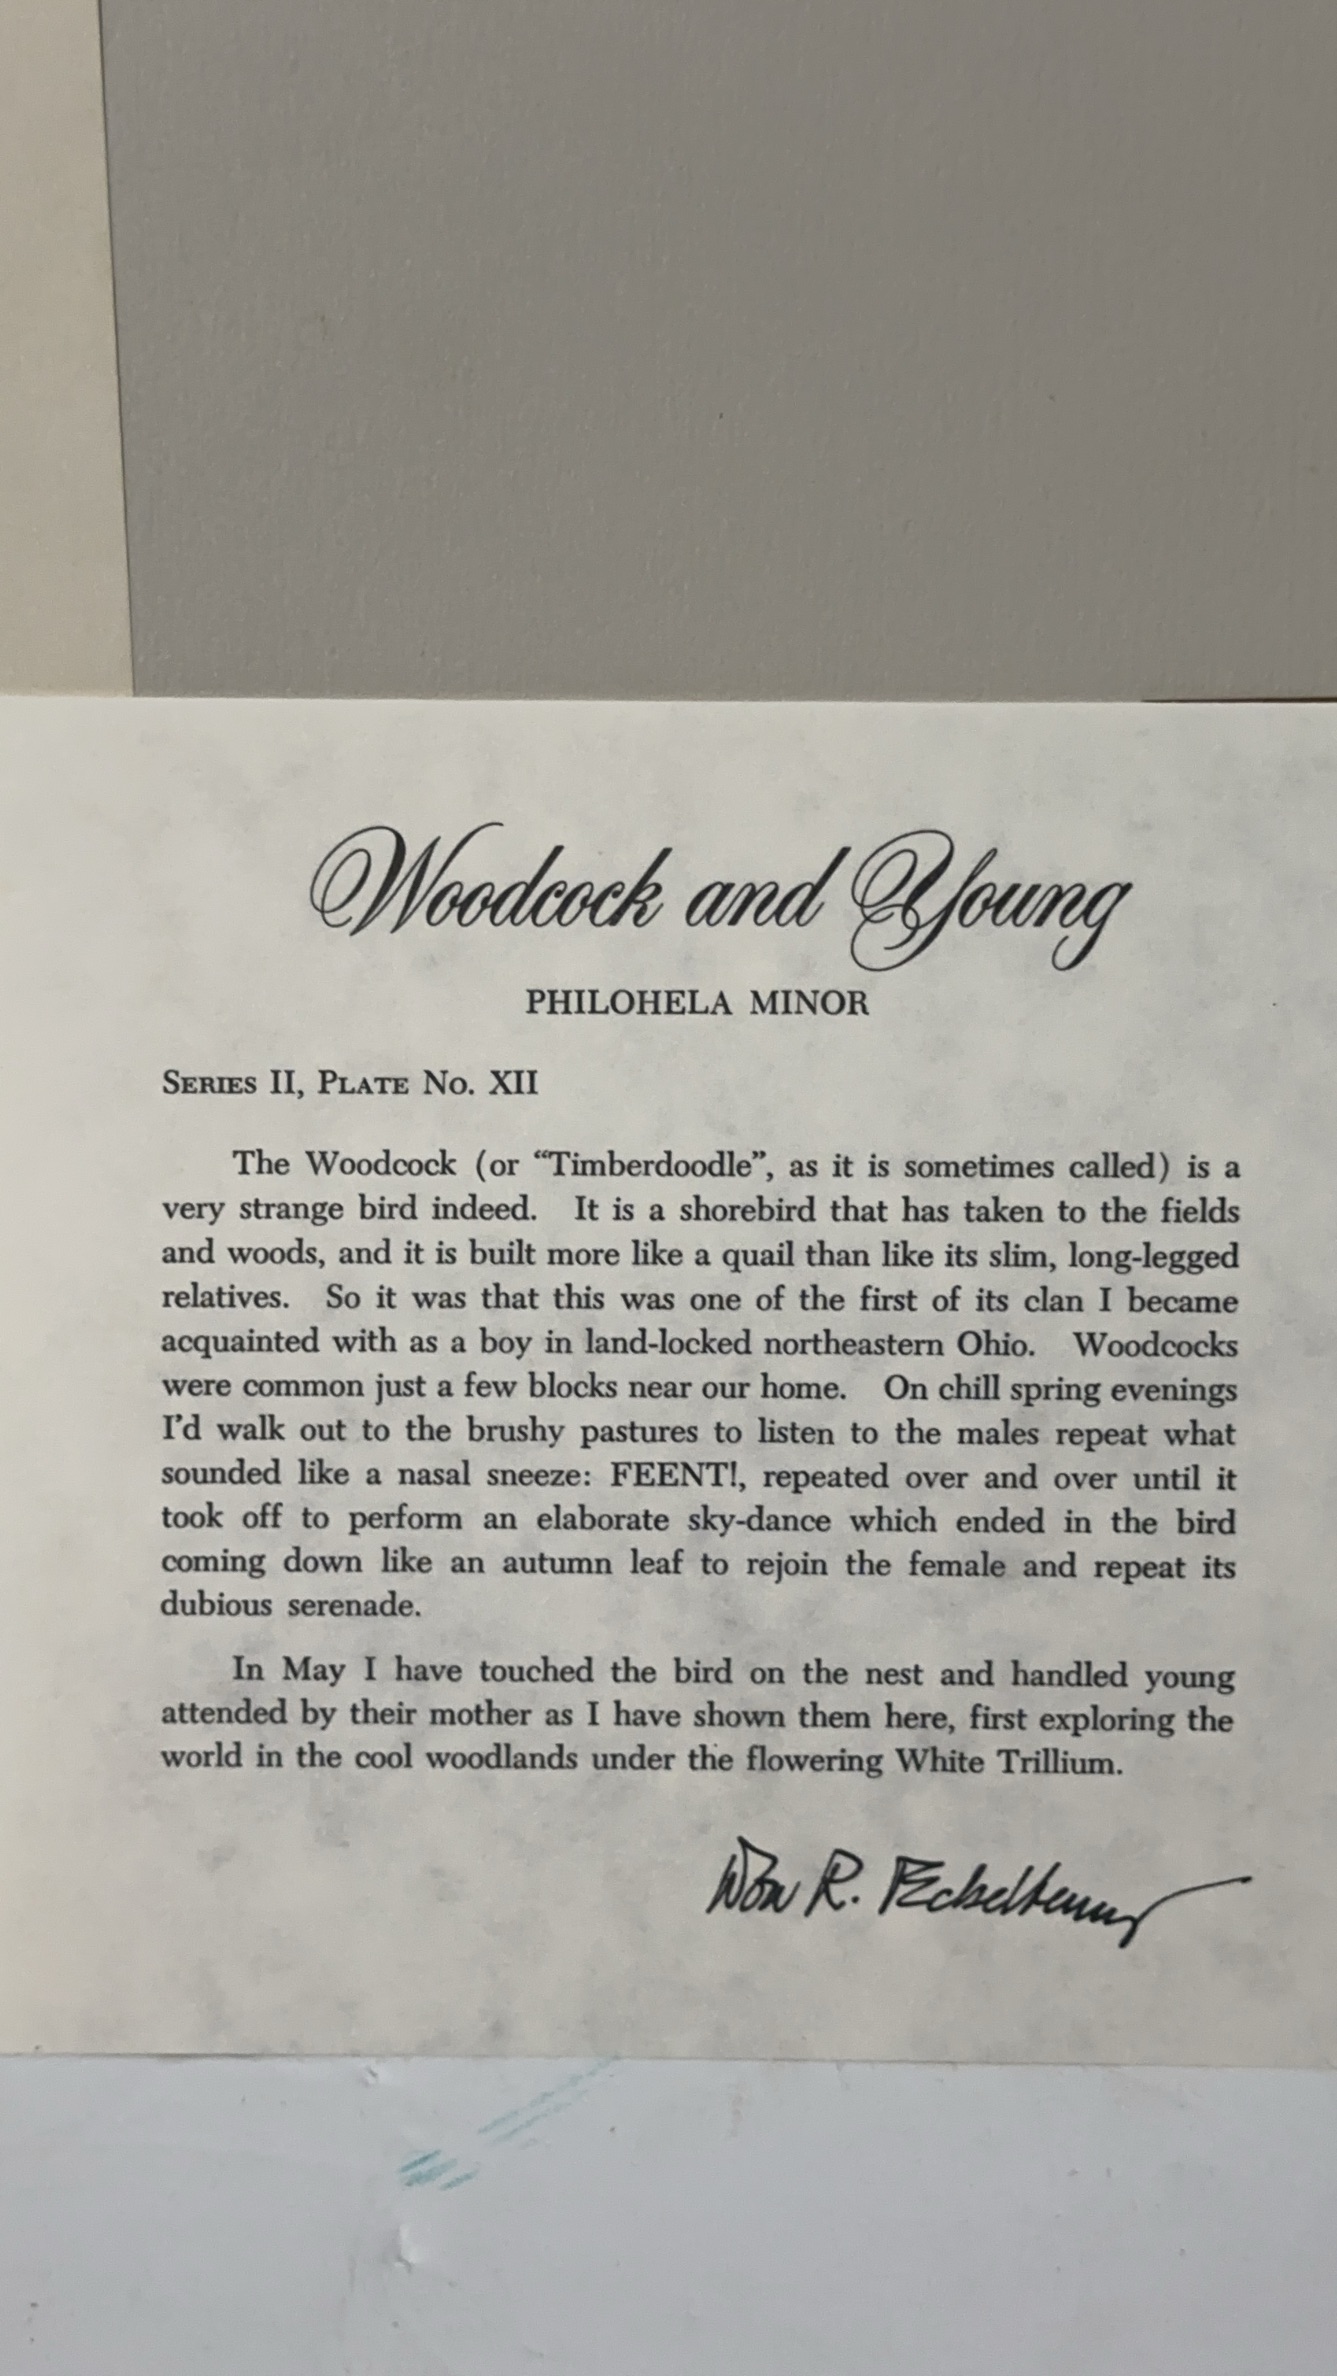 Woodcock and Young
PHILOHELA MINOR
SERIES II, PLATE NO. XII
The Woodcock (or “Timberdoodle”, as it is sometimes called) is a
very strange bird indeed. It is a shorebird that has taken to the fields
and woods, and it is built more like a quail than like its slim, long-legged
relatives. So it was that this was one of the first of its clan I became
acquainted with as a boy in land-locked northeastern Ohio. Woodcocks
were common just a few blocks near our home. On chill spring evenings
I’d walk out to the brushy pastures to listen to the males repeat what
sounded like a nasal sneeze: FEENT!, repeated over and over until it
took off to perform an elaborate sky-dance which ended in the bird
coming down like an autumn leaf to rejoin the female and repeat its
dubious serenade.
In May I have touched the bird on the nest and handled young
attended by their mother as I have shown them here, first exploring the
world in the cool woodlands under the flowering White Trillium.
Don R. Eckelberry